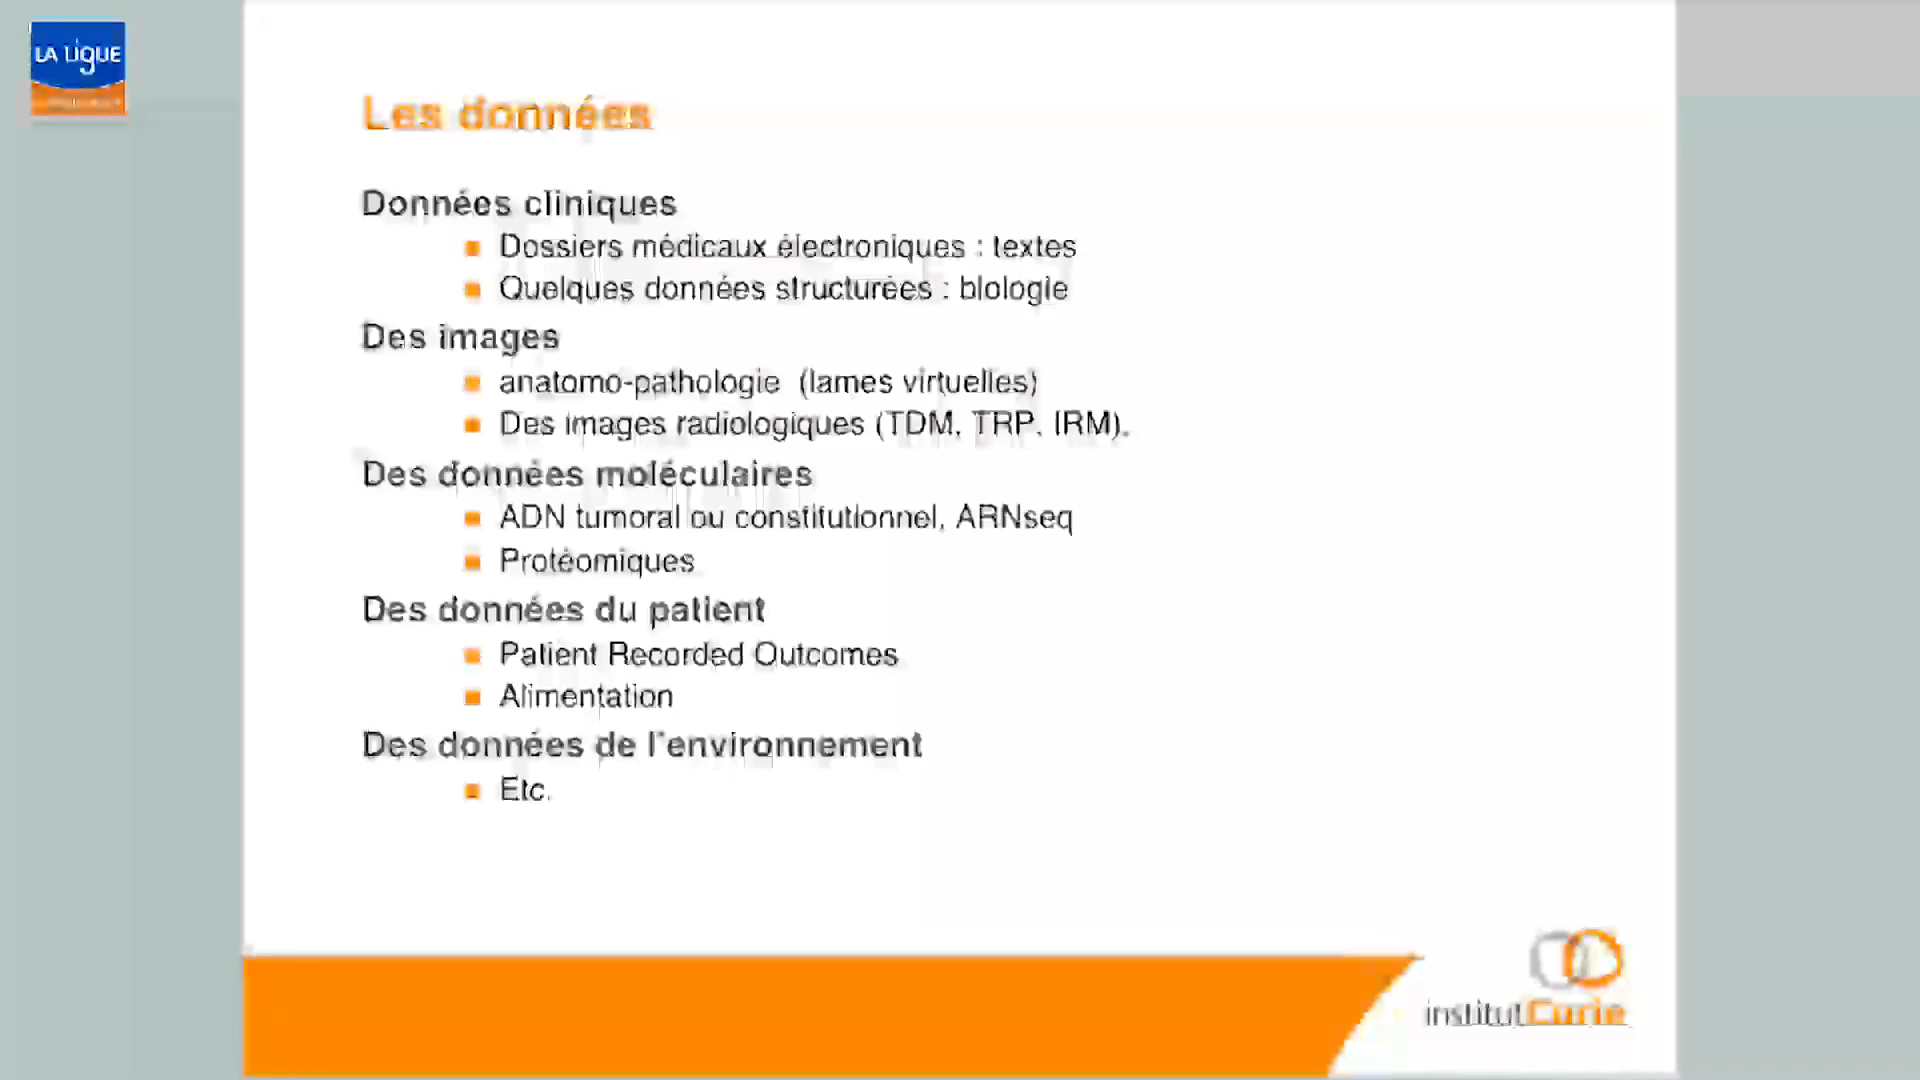 LA LIGUE
Les données
Données cliniques
Dossiers médicaux électroniques : textes
Quelques données structurées : biologie
Des images
anatomo-pathologie (lames virtuelles)
Des images radiologiques (TDM, TRP, IRM).
Des données moléculaires
ADN tumoral ou constitutionnel, ARNseq
Protéomiques
Des données du patient
Patient Recorded Outcomes
Alimentation
Des données de l'environnement
Etc.
institutCurie